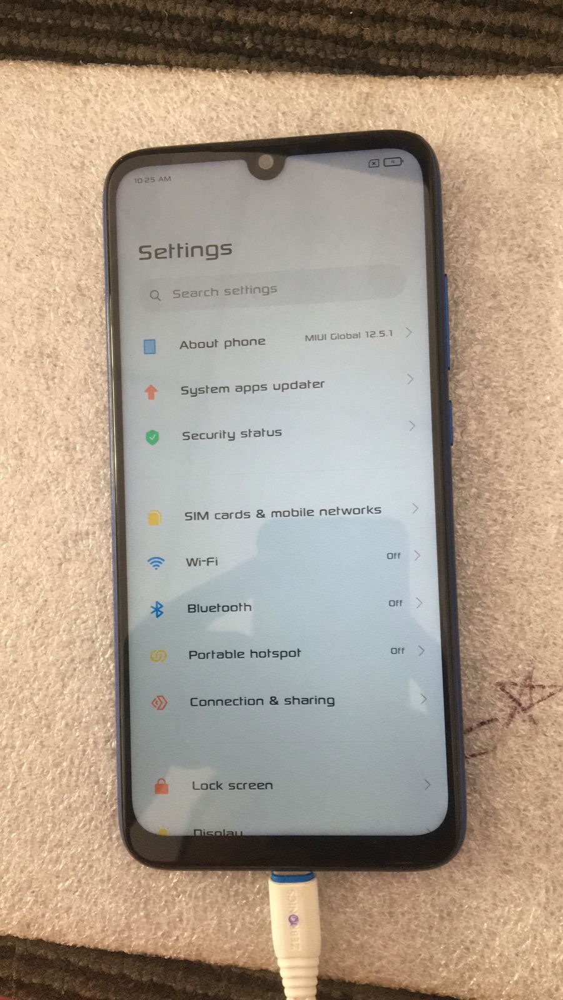 10:25 AM
4
Settings
Search settings
About phone MIUI Global 12.5.1
System apps updater
Security status
SIM cards & mobile networks
Wi-Fi Off
Bluetooth Off
Portable hotspot Off
Connection & sharing
Lock screen
Display